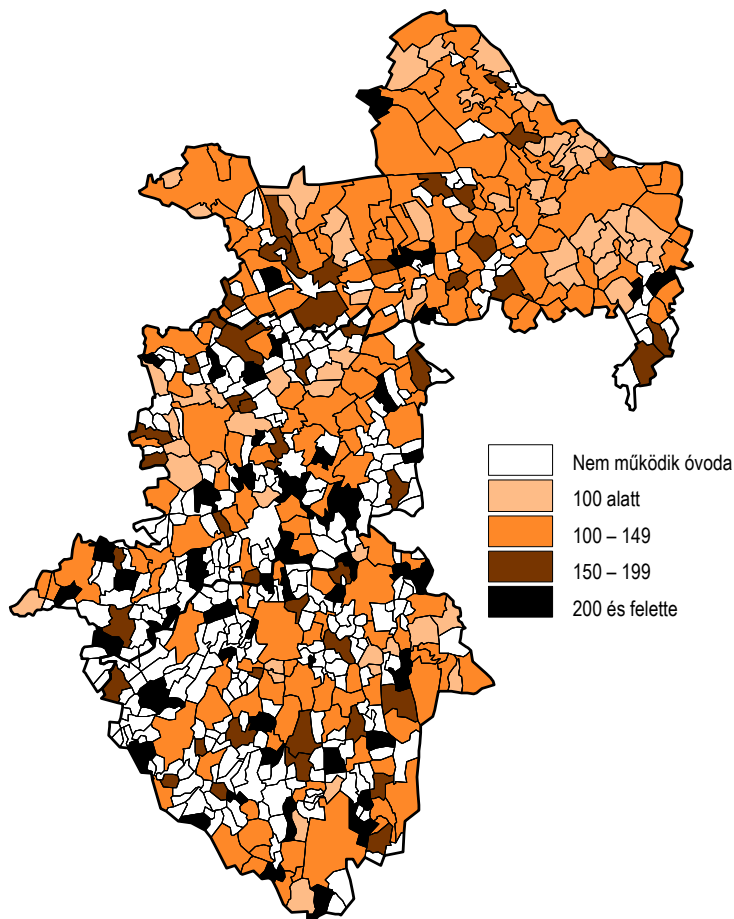 Nem működik óvoda
100 alatt
100 – 149
150 – 199
200 és felette